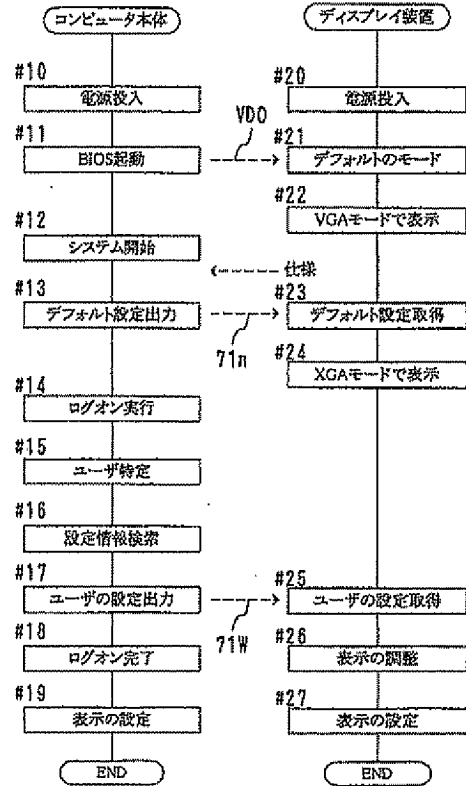 コンピュータ本体
ディスプレイ装置
#10
電源投入
#20
電源投入
#11
BIOS起動
VDO
#21
デフォルトのモード
#22
VGAモードで表示
#12
システム開始
仕様
#13
デフォルト設定出力
71n
#23
デフォルト設定取得
#24
XGAモードで表示
#14
ログオン実行
#15
ユーザ特定
#16
設定情報検索
#17
ユーザの設定出力
71W
#25
ユーザの設定取得
#18
ログオン完了
#26
表示の調整
#19
表示の設定
#27
表示の設定
END
END